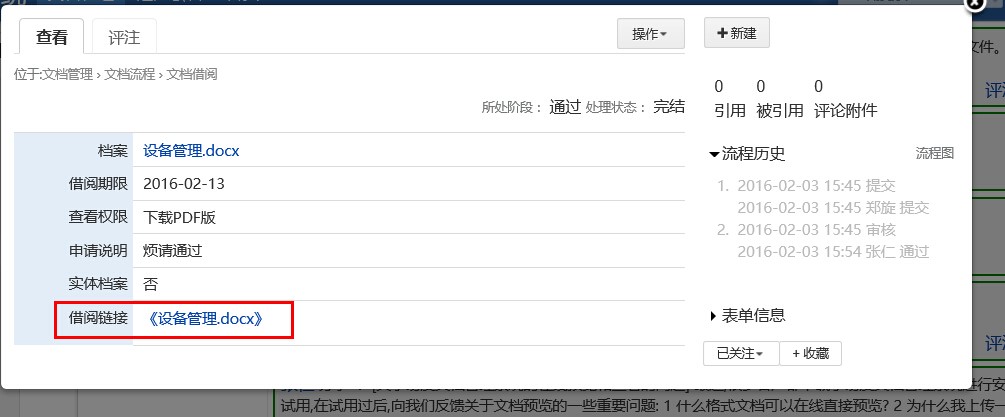 查看
评注
操作
新建
位于:文档管理 › 文档流程 › 文档借阅
所处阶段： 通过 处理状态： 完结
档案 设备管理.docx
借阅期限 2016-02-13
查看权限 下载PDF版
申请说明 烦请通过
实体档案 否
借阅链接 《设备管理.docx》
0 0 0
引用 被引用 评论附件
流程历史 流程图
1. 2016-02-03 15:45 提交
2016-02-03 15:45 郑旋 提交
2. 2016-02-03 15:45 审核
2016-02-03 15:54 张仁 通过
表单信息
已关注
+ 收藏
文件。
评
评
进行安
试用,在试用过后,向我们反馈关于文档预览的一些重要问题: 1 什么格式文档可以在线直接预览? 2 为什么我上传一